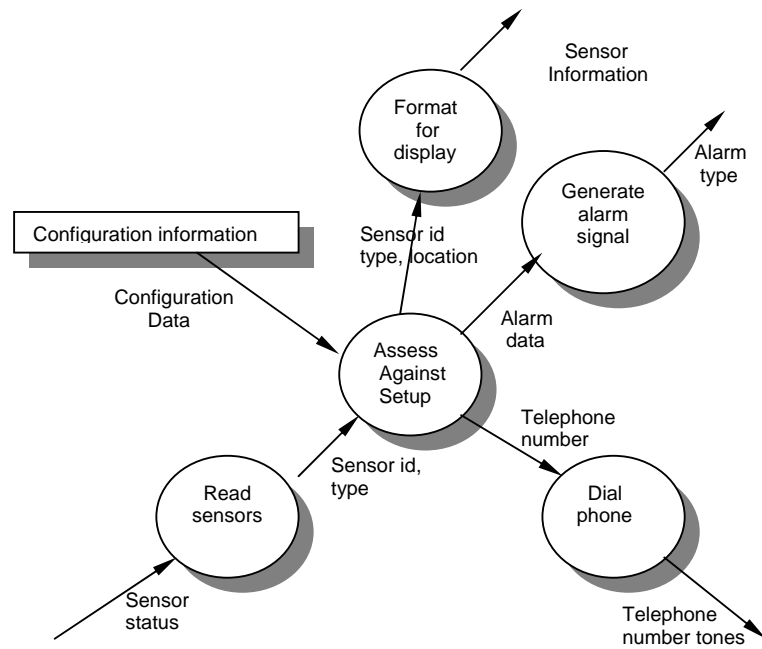 Sensor
Information
Format
for
display
Alarm
type
Generate
alarm
signal
Configuration information
Sensor id
type, location
Configuration
Data
Alarm
data
Assess
Against
Setup
Telephone
number
Sensor id,
type
Read
sensors
Dial
phone
Sensor
status
Telephone
number tones